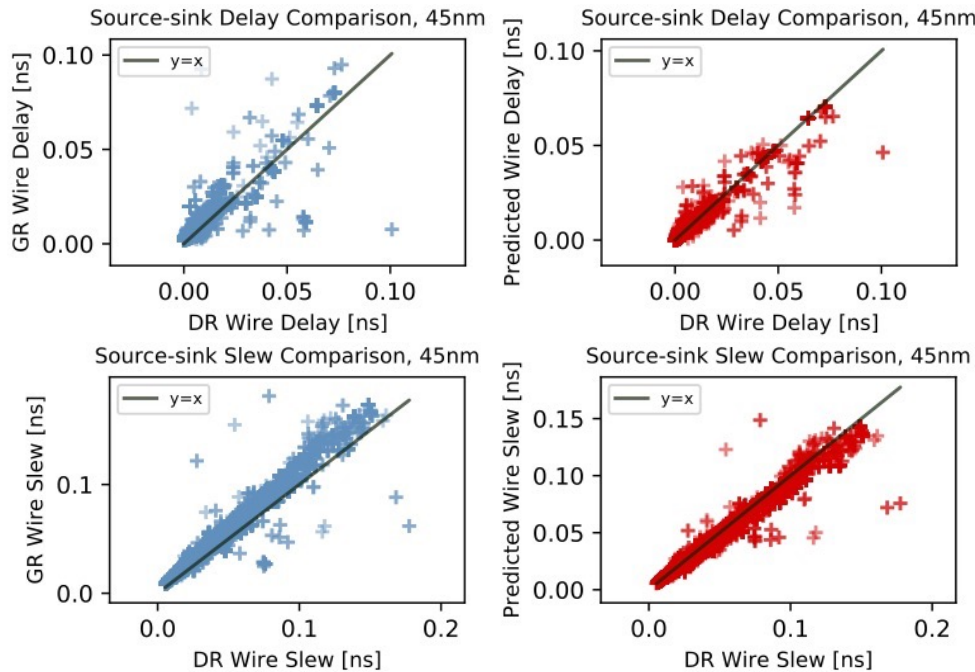 Source-sink Delay Comparison, 45nm
GR Wire Delay [ns]
0.10
0.05
0.00
y=x
0.00 0.05 0.10
DR Wire Delay [ns]
Source-sink Delay Comparison, 45nm
Predicted Wire Delay [ns]
0.10
0.05
0.00
y=x
0.00 0.05 0.10
DR Wire Delay [ns]
Source-sink Slew Comparison, 45nm
GR Wire Slew [ns]
0.1
0.0
y=x
0.0 0.1 0.2
DR Wire Slew [ns]
Source-sink Slew Comparison, 45nm
Predicted Wire Slew [ns]
0.15
0.10
0.05
0.00
y=x
0.0 0.1 0.2
DR Wire Slew [ns]